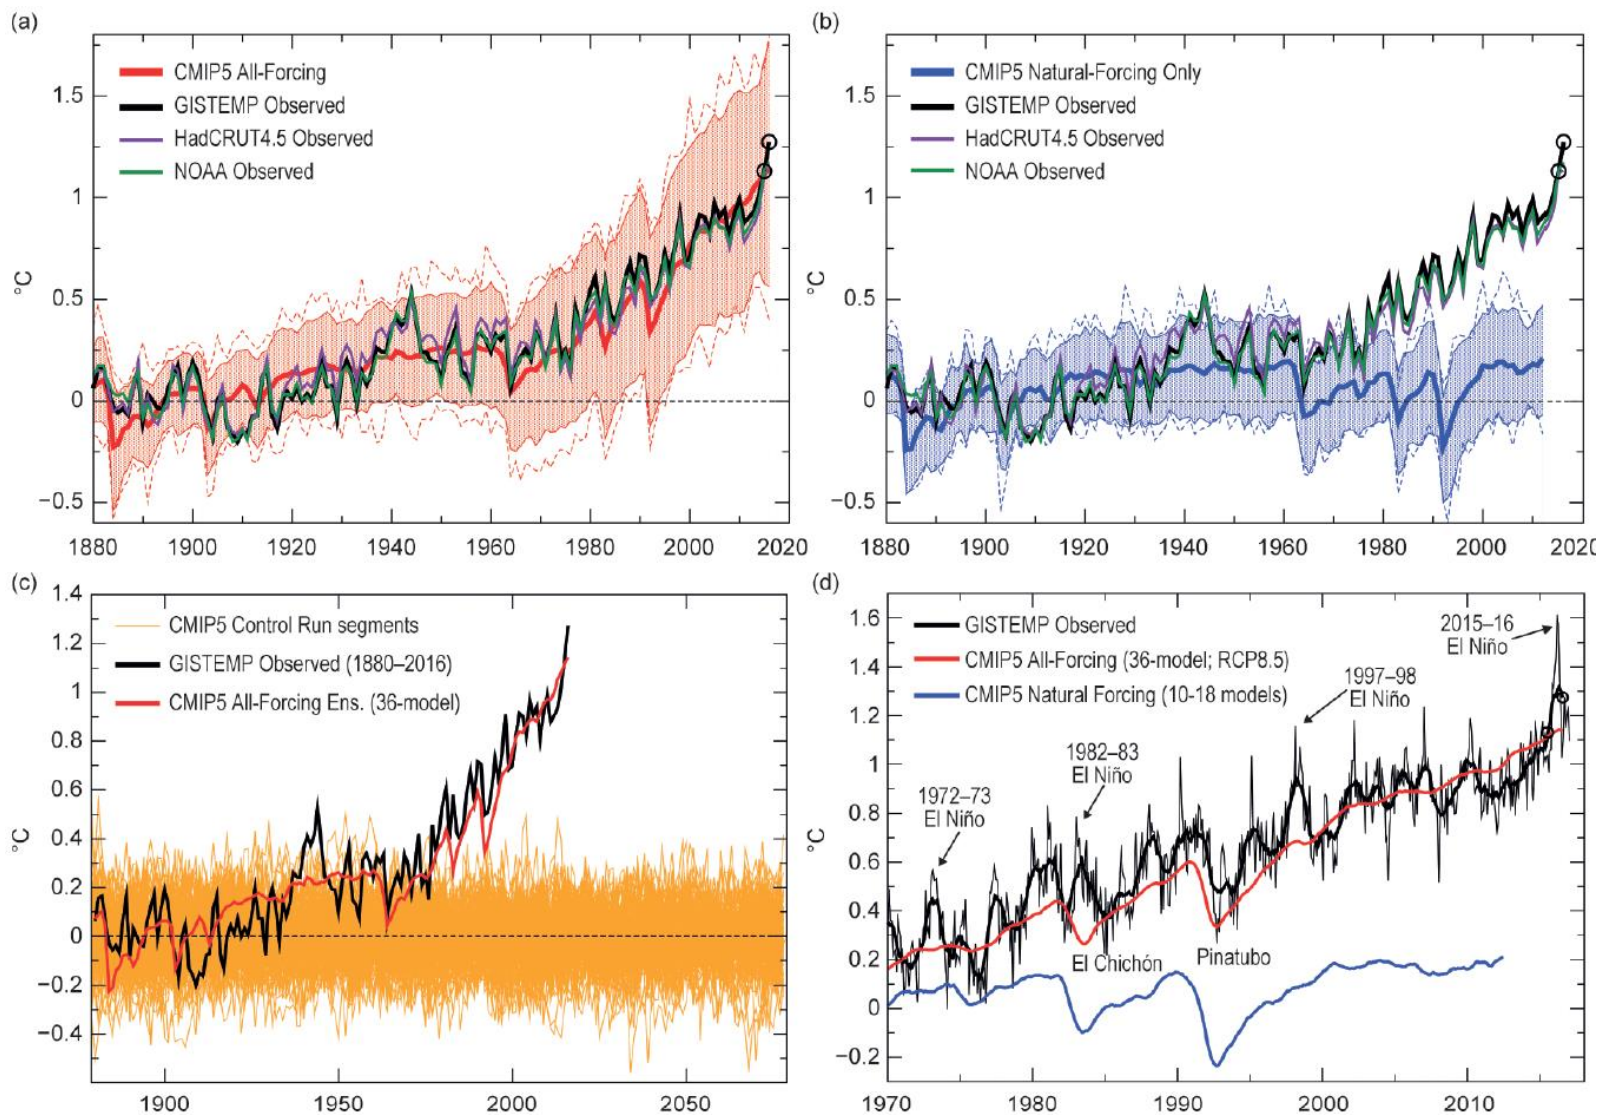 (a)
CMIP5 All-Forcing
GISTEMP Observed
HadCRUT4.5 Observed
NOAA Observed
°C
1.5
1
0.5
0
−0.5
1880 1900 1920 1940 1960 1980 2000 2020
(b)
CMIP5 Natural-Forcing Only
GISTEMP Observed
HadCRUT4.5 Observed
NOAA Observed
°C
1.5
1
0.5
0
−0.5
1880 1900 1920 1940 1960 1980 2000 2020
(c)
CMIP5 Control Run segments
GISTEMP Observed (1880–2016)
CMIP5 All-Forcing Ens. (36-model)
°C
1.4
1.2
1
0.8
0.6
0.4
0.2
0
−0.2
−0.4
1900 1950 2000 2050
(d)
GISTEMP Observed
CMIP5 All-Forcing (36-model; RCP8.5)
CMIP5 Natural Forcing (10-18 models)
2015–16
El Niño
1997–98
El Niño
1982–83
El Niño
1972–73
El Niño
El Chichón
Pinatubo
°C
1.6
1.4
1.2
1
0.8
0.6
0.4
0.2
0
−0.2
1970 1980 1990 2000 2010